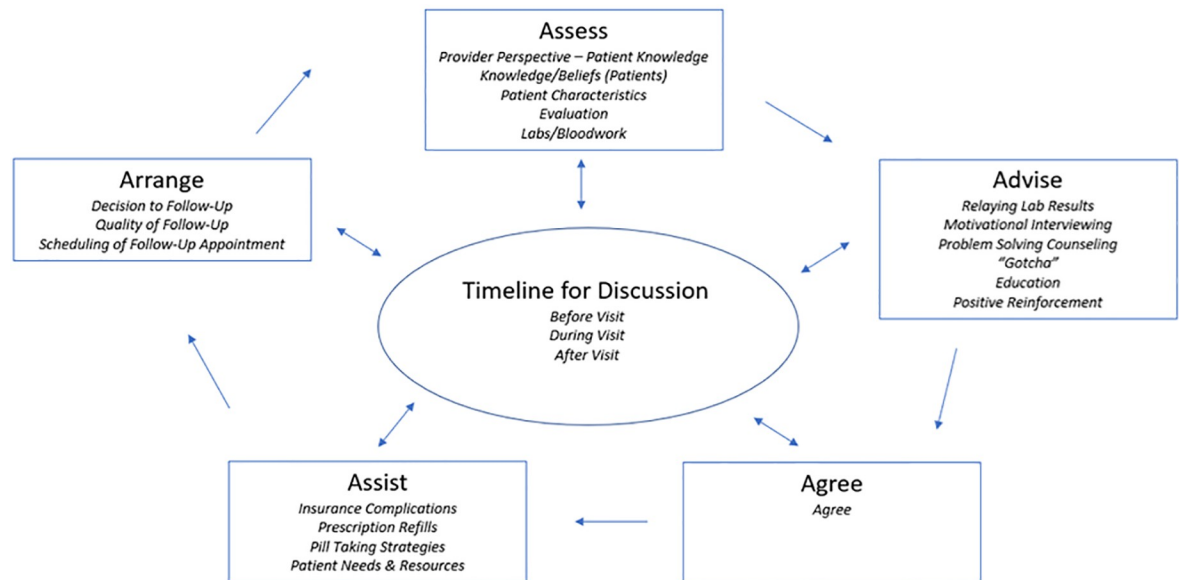 Assess
Provider Perspective – Patient Knowledge
Knowledge/Beliefs (Patients)
Patient Characteristics
Evaluation
Labs/Bloodwork
Arrange
Decision to Follow-Up
Quality of Follow-Up
Scheduling of Follow-Up Appointment
Advise
Relaying Lab Results
Motivational Interviewing
Problem Solving Counseling
“Gotcha”
Education
Positive Reinforcement
Timeline for Discussion
Before Visit
During Visit
After Visit
Assist
Insurance Complications
Prescription Refills
Pill Taking Strategies
Patient Needs & Resources
Agree
Agree